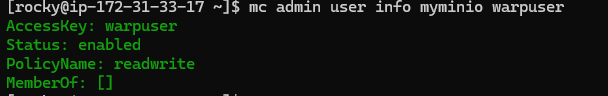 [rocky@ip-172-31-33-17 ~]$ mc admin user info myminio warpuser
AccessKey: warpuser
Status: enabled
PolicyName: readwrite
MemberOf: []